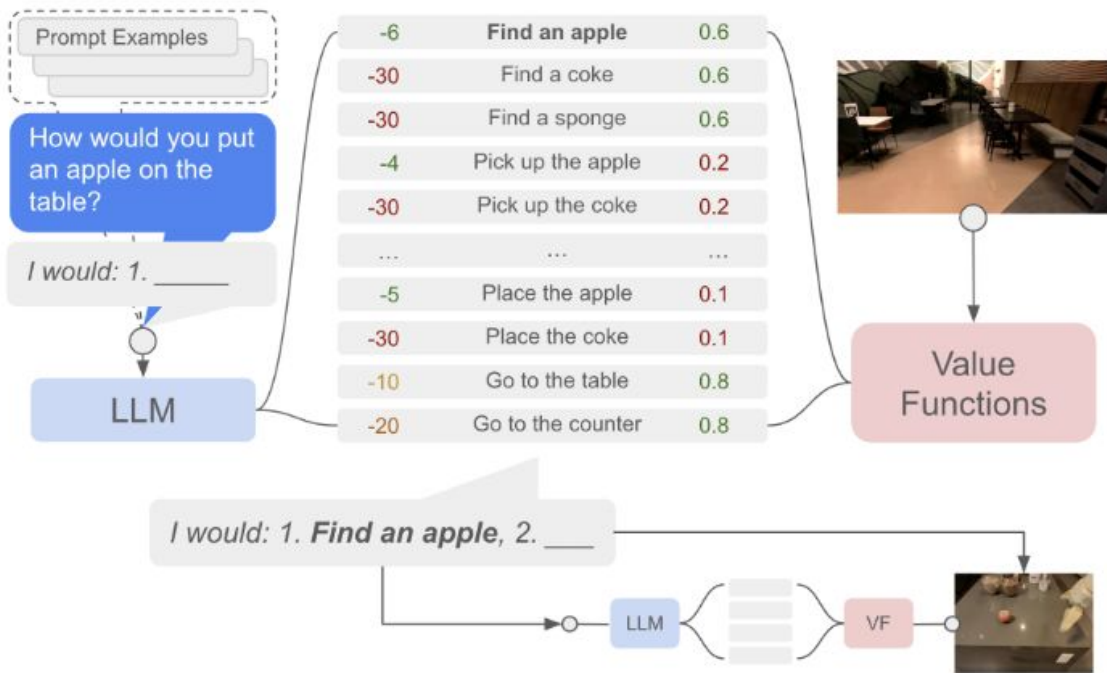 Prompt Examples
How would you put
an apple on the
table?
I would: 1. _____
LLM
-6 Find an apple 0.6
-30 Find a coke 0.6
-30 Find a sponge 0.6
-4 Pick up the apple 0.2
-30 Pick up the coke 0.2
... ... ...
-5 Place the apple 0.1
-30 Place the coke 0.1
-10 Go to the table 0.8
-20 Go to the counter 0.8
Value
Functions
I would: 1. Find an apple, 2. ___
LLM
VF